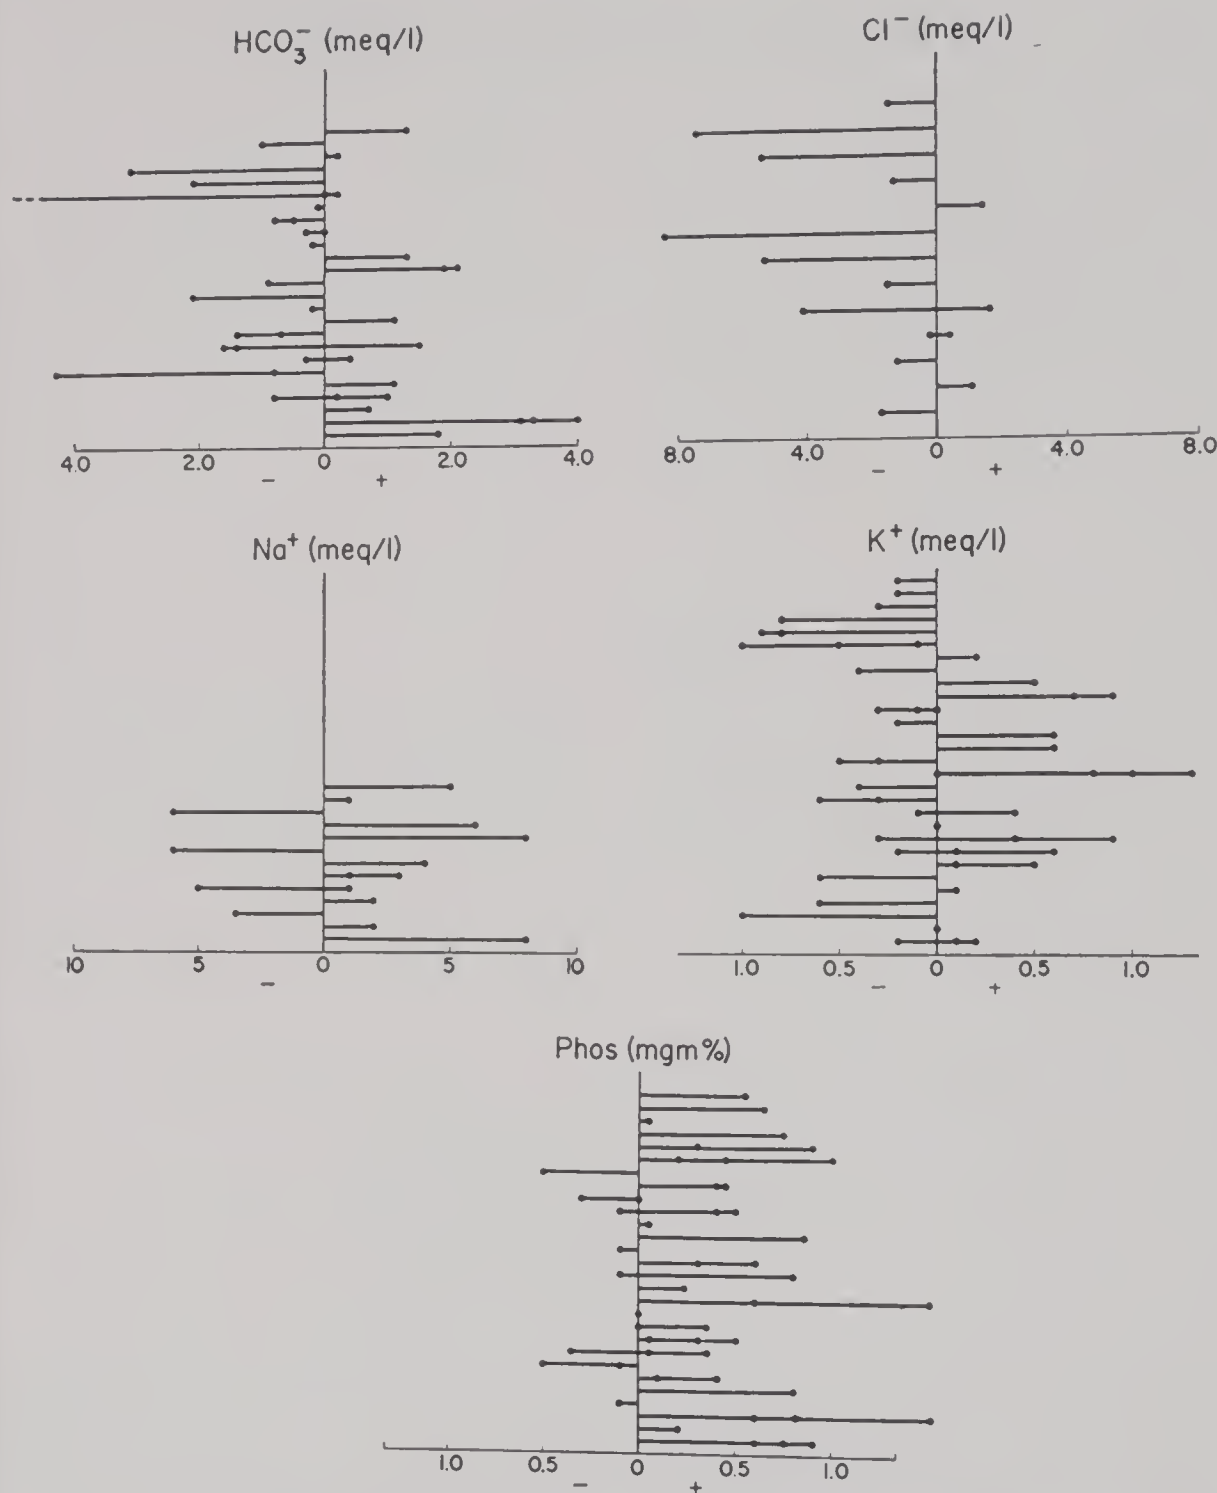 HCO₃⁻ (meq/l)
Cl⁻ (meq/l)
4.0 2.0 0 2.0 4.0
− +
8.0 4.0 0 4.0 8.0
− +
Na⁺ (meq/l)
K⁺ (meq/l)
10 5 0 5 10
−
1.0 0.5 0 0.5 1.0
− +
Phos (mgm%)
1.0 0.5 0 0.5 1.0
− +